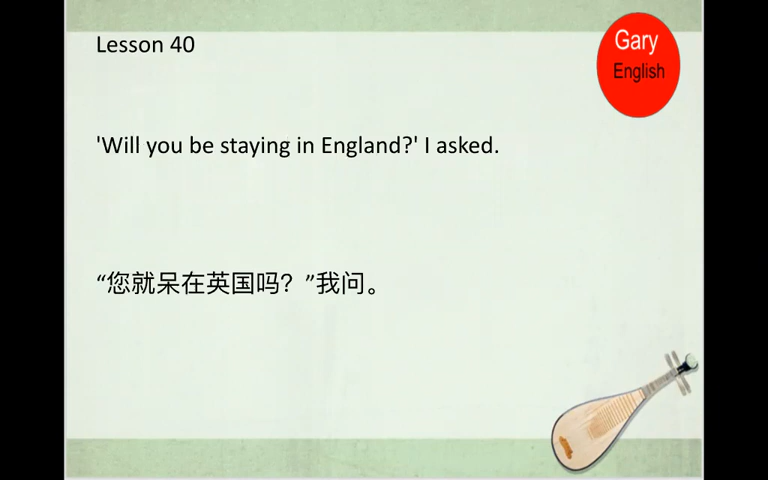 Lesson 40
Gary
English
'Will you be staying in England?' I asked.
“您就呆在英国吗？”我问。